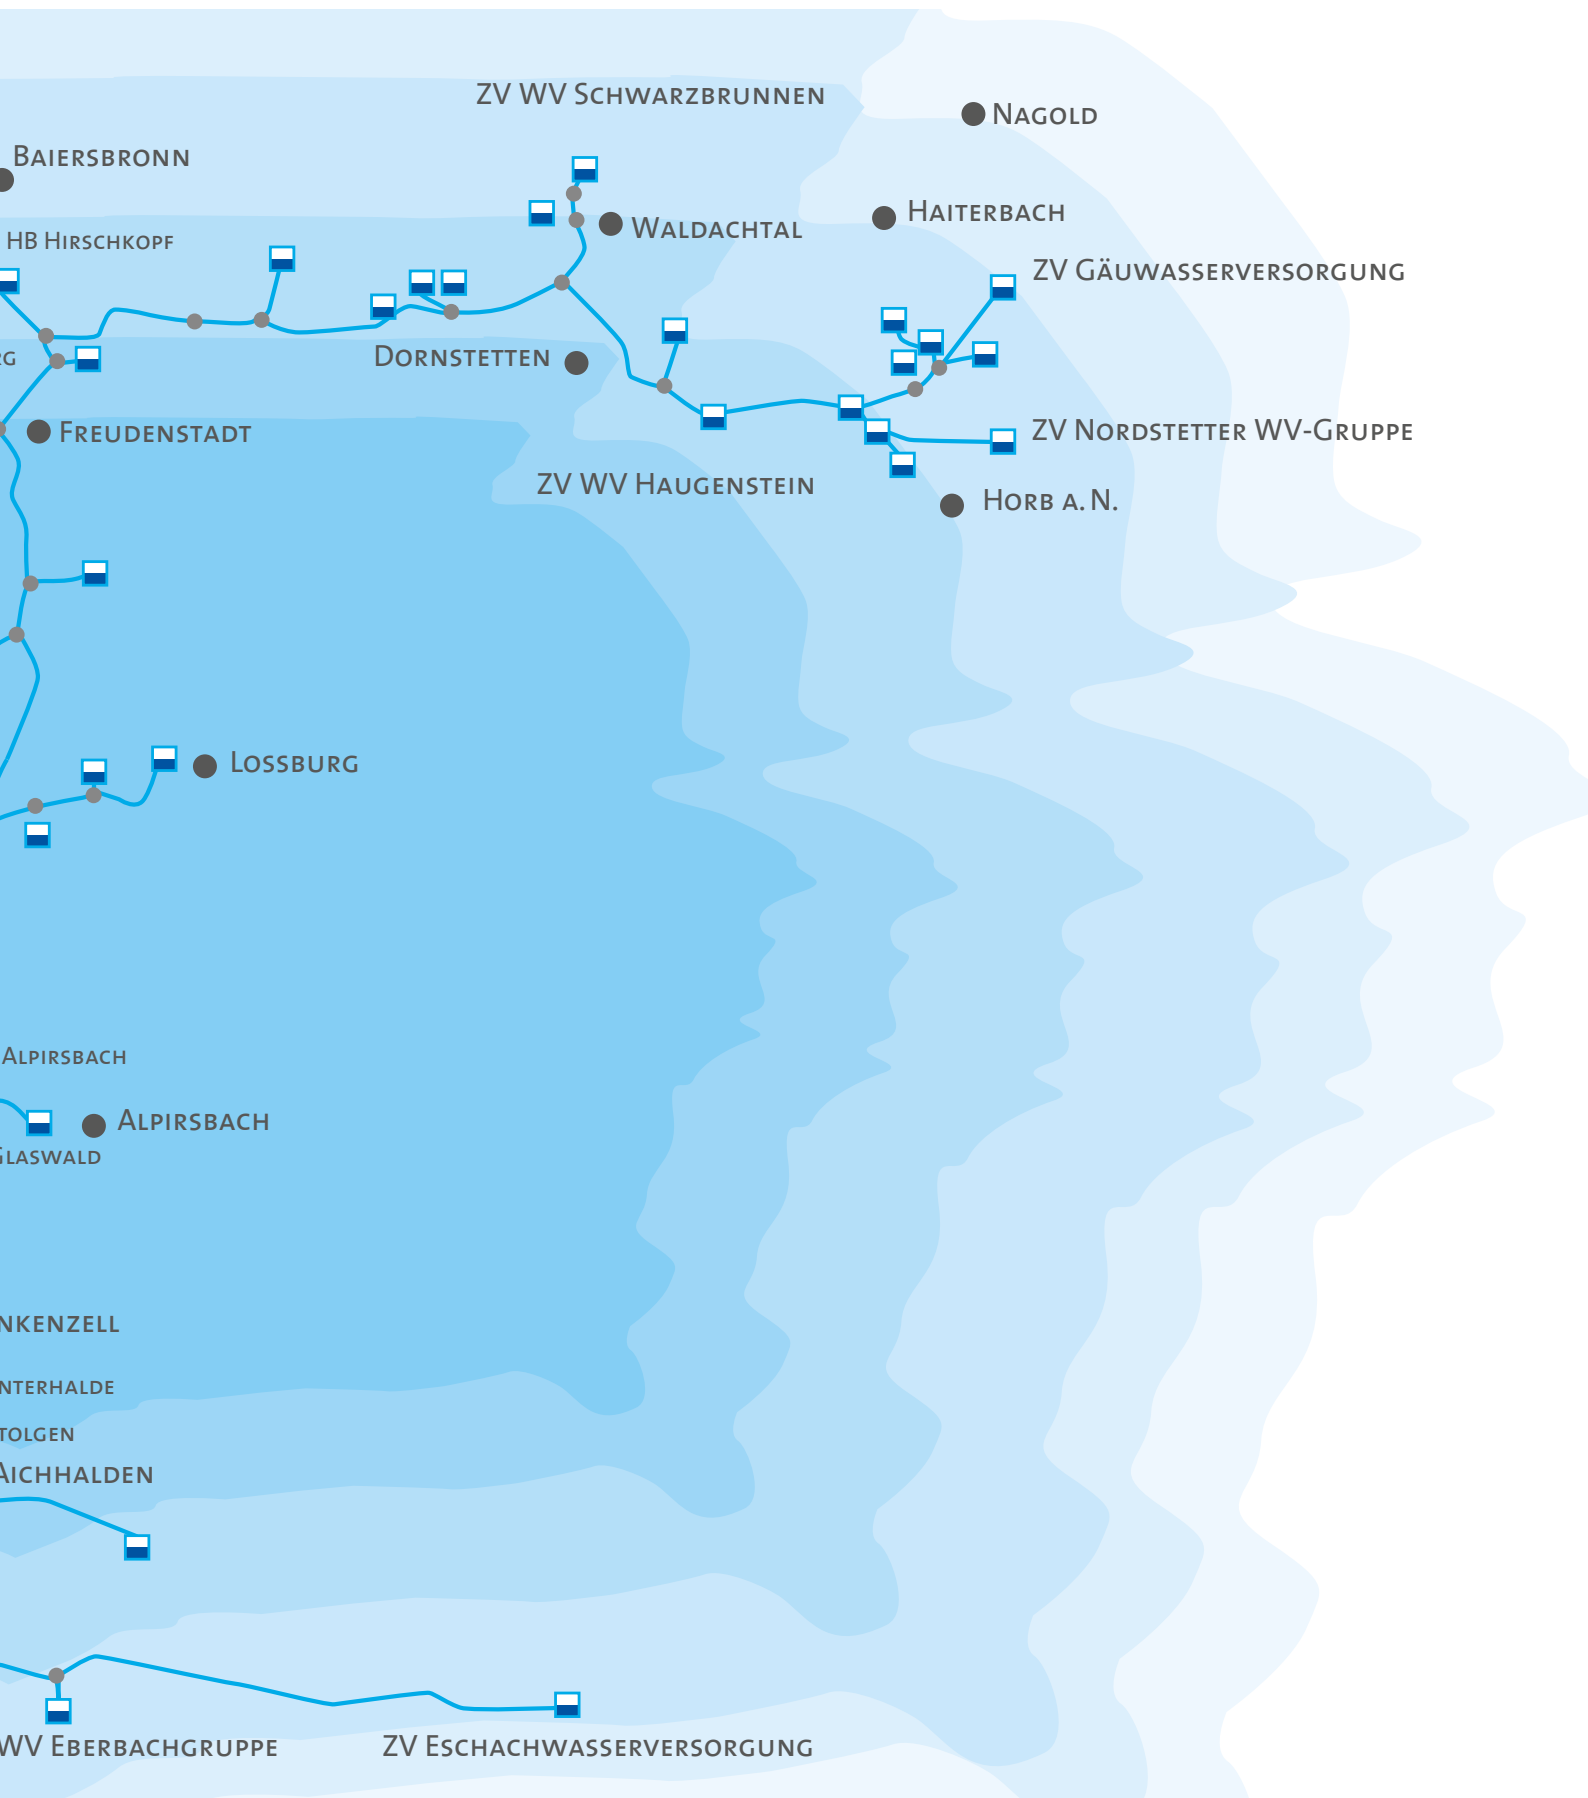 ZV WV Schwarzbrunnen
Nagold
Baiersbronn
Haiterbach
Waldachtal
HB Hirschkopf
ZV Gäuwasserversorgung
Dornstetten
Freudenstadt
ZV Nordstetter WV-Gruppe
ZV WV Haugenstein
Horb a. N.
Lossburg
Alpirsbach
Alpirsbach
Glaswald
nkenzell
nterhalde
tolgen
Aichhalden
WV Eberbachgruppe
ZV Eschachwasserversorgung